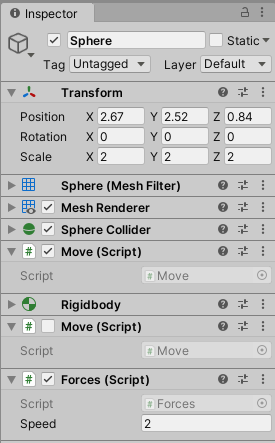 Inspector
Sphere Static
Tag Untagged Layer Default
Transform
Position X 2.67 Y 2.52 Z 0.84
Rotation X 0 Y 0 Z 0
Scale X 2 Y 2 Z 2
Sphere (Mesh Filter)
Mesh Renderer
Sphere Collider
Move (Script)
Script # Move
Rigidbody
Move (Script)
Script # Move
Forces (Script)
Script # Forces
Speed 2